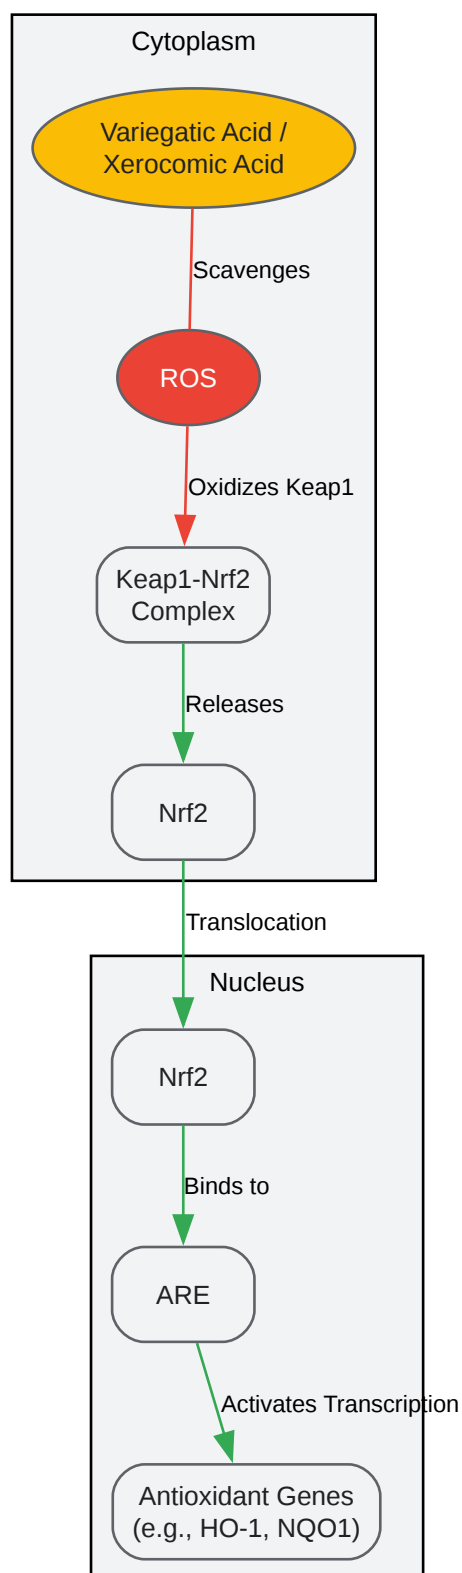 Cytoplasm
Variegatic Acid /
Xerocomic Acid
Scavenges
ROS
Oxidizes Keap1
Keap1-Nrf2
Complex
Releases
Nrf2
Translocation
Nucleus
Nrf2
Binds to
ARE
Activates Transcription
Antioxidant Genes
(e.g., HO-1, NQO1)